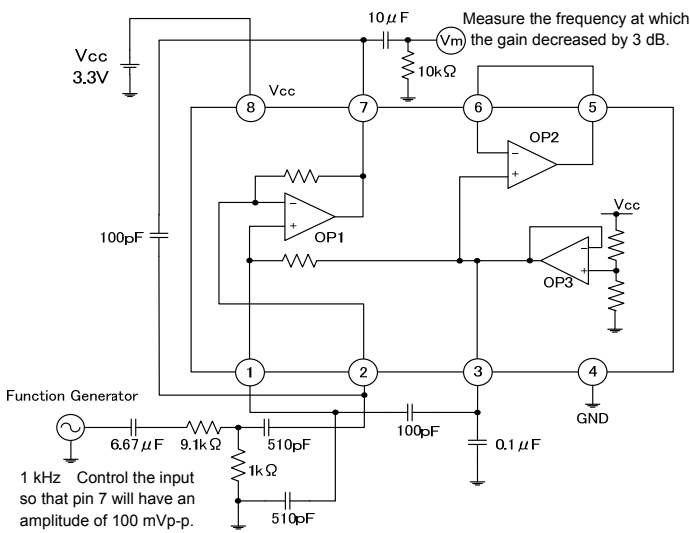 10μF
Measure the frequency at which
the gain decreased by 3 dB.
Vm
10kΩ
Vcc
3.3V
Vcc
8
7
6
5
OP2
-
+
100pF
-
+
OP1
Vcc
-
+
OP3
1
2
3
4
GND
Function Generator
6.67μF
9.1kΩ
510pF
100pF
0.1μF
1kΩ
510pF
1 kHz Control the input
so that pin 7 will have an
amplitude of 100 mVp-p.